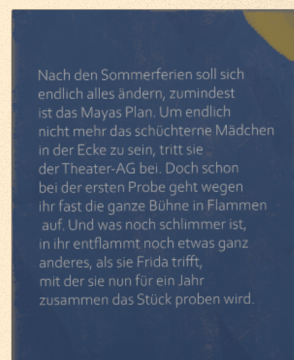 Nach den Sommerferien soll sich
endlich alles ändern, zumindest
ist das Mayas Plan. Um endlich
nicht mehr das schüchterne Mädchen
in der Ecke zu sein, tritt sie
der Theater-AG bei. Doch schon
bei der ersten Probe geht wegen
ihr fast die ganze Bühne in Flammen
auf. Und was noch schlimmer ist,
in ihr entflammt noch etwas ganz
anderes, als sie Frida trifft,
mit der sie nun für ein Jahr
zusammen das Stück proben wird.